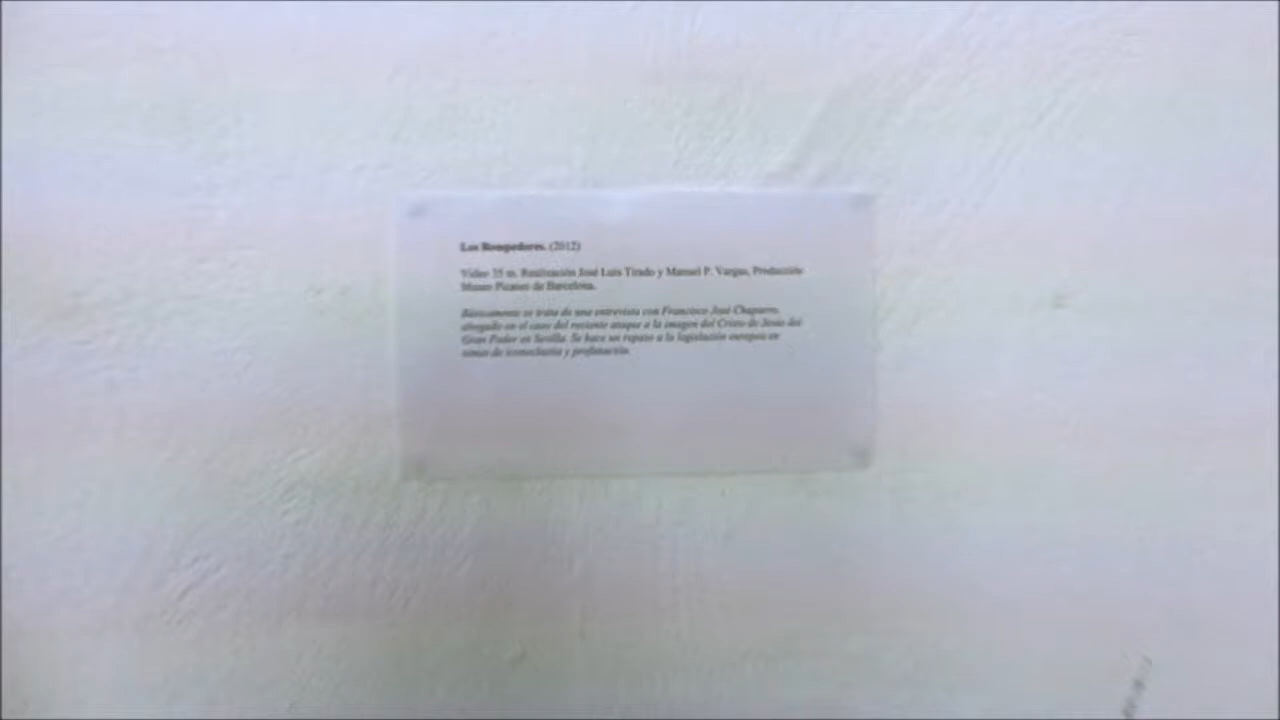 Los Rompedores. (2012)
Video 35 m. Realización José Luis Tirado y Manuel P. Vargas, Producción
Museo Picasso de Barcelona.
Básicamente se trata de una entrevista con Francisco José Chaparro,
abogado en el caso del reciente ataque a la imagen del Cristo de Jesús del
Gran Poder en Sevilla. Se hace un repaso a la legislación europea en
temas de iconoclastia y profanación.